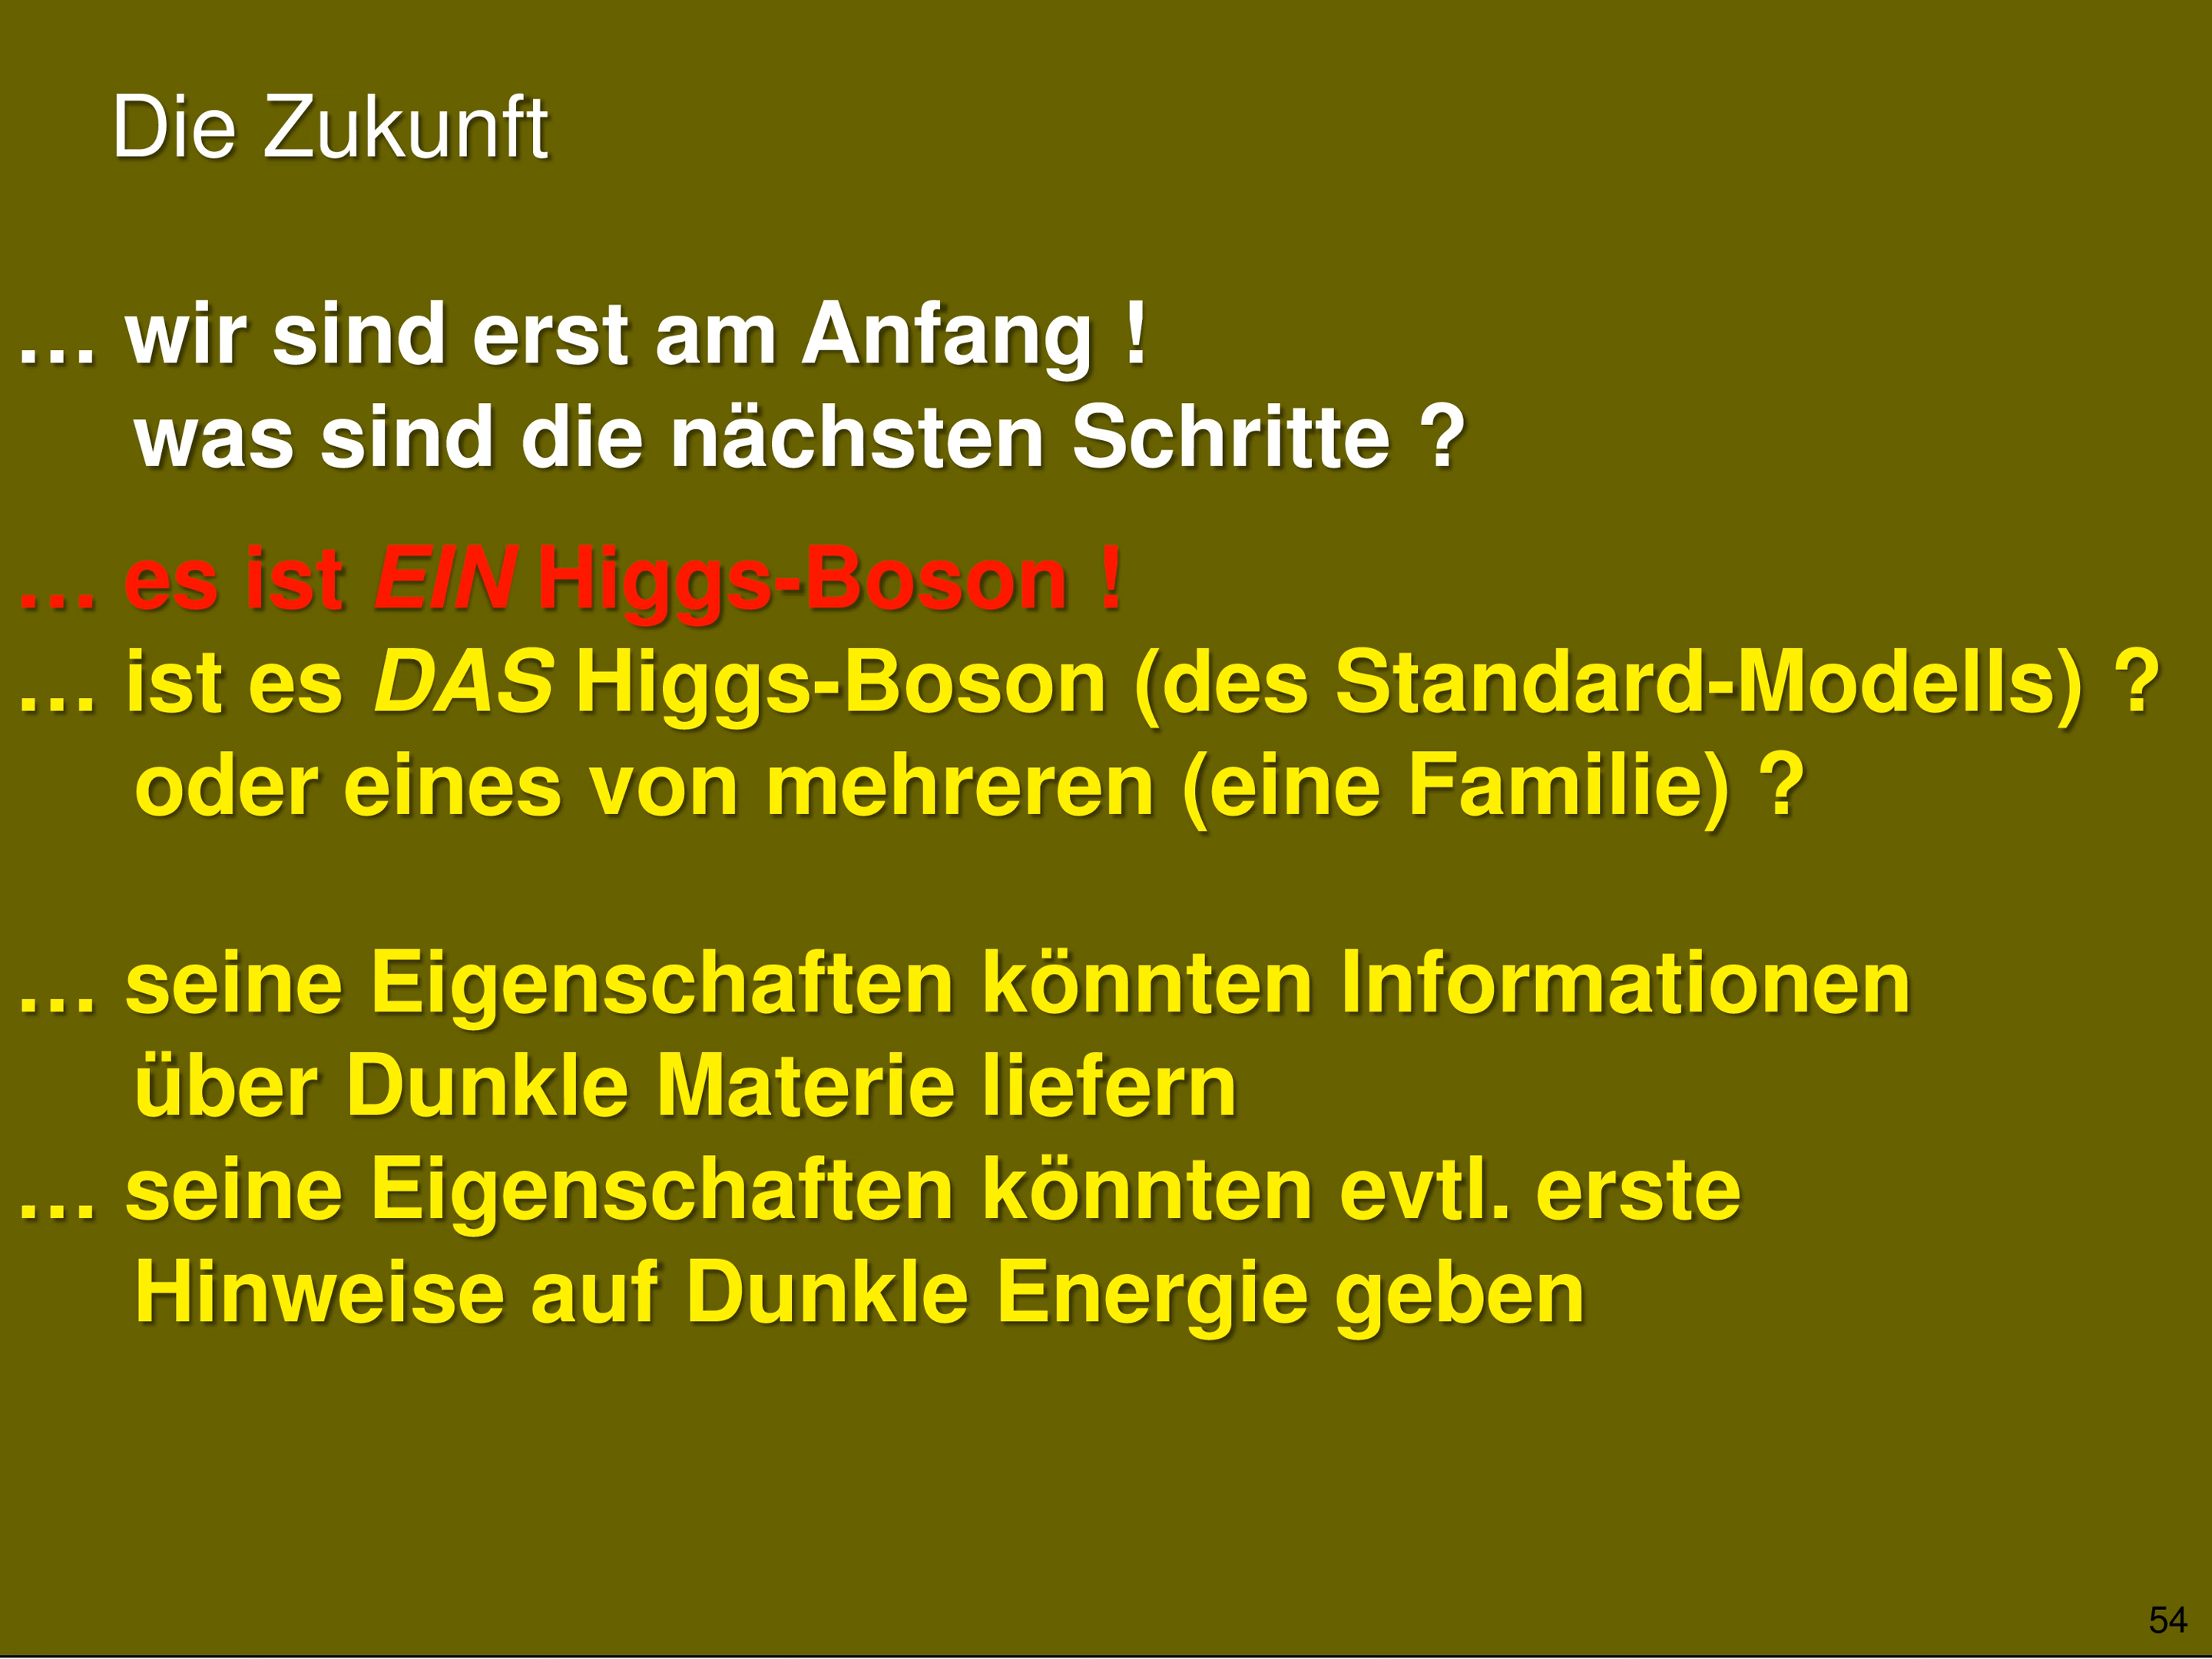 Die Zukunft
… wir sind erst am Anfang !
was sind die nächsten Schritte ?
… es ist EIN Higgs-Boson !
… ist es DAS Higgs-Boson (des Standard-Modells) ?
oder eines von mehreren (eine Familie) ?
… seine Eigenschaften könnten Informationen
über Dunkle Materie liefern
… seine Eigenschaften könnten evtl. erste
Hinweise auf Dunkle Energie geben
54